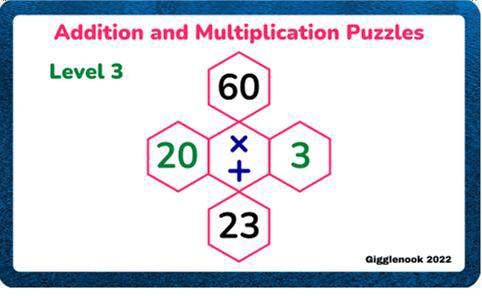 Addition and Multiplication Puzzles
Level 3
60
20 × 3
+
23
Gigglenook 2022